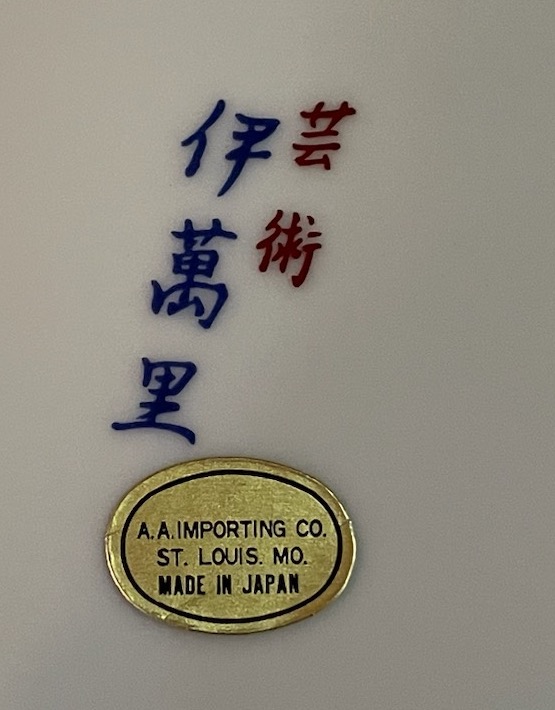 芸術
伊萬里
A.A.IMPORTING CO.
ST. LOUIS. MO.
MADE IN JAPAN